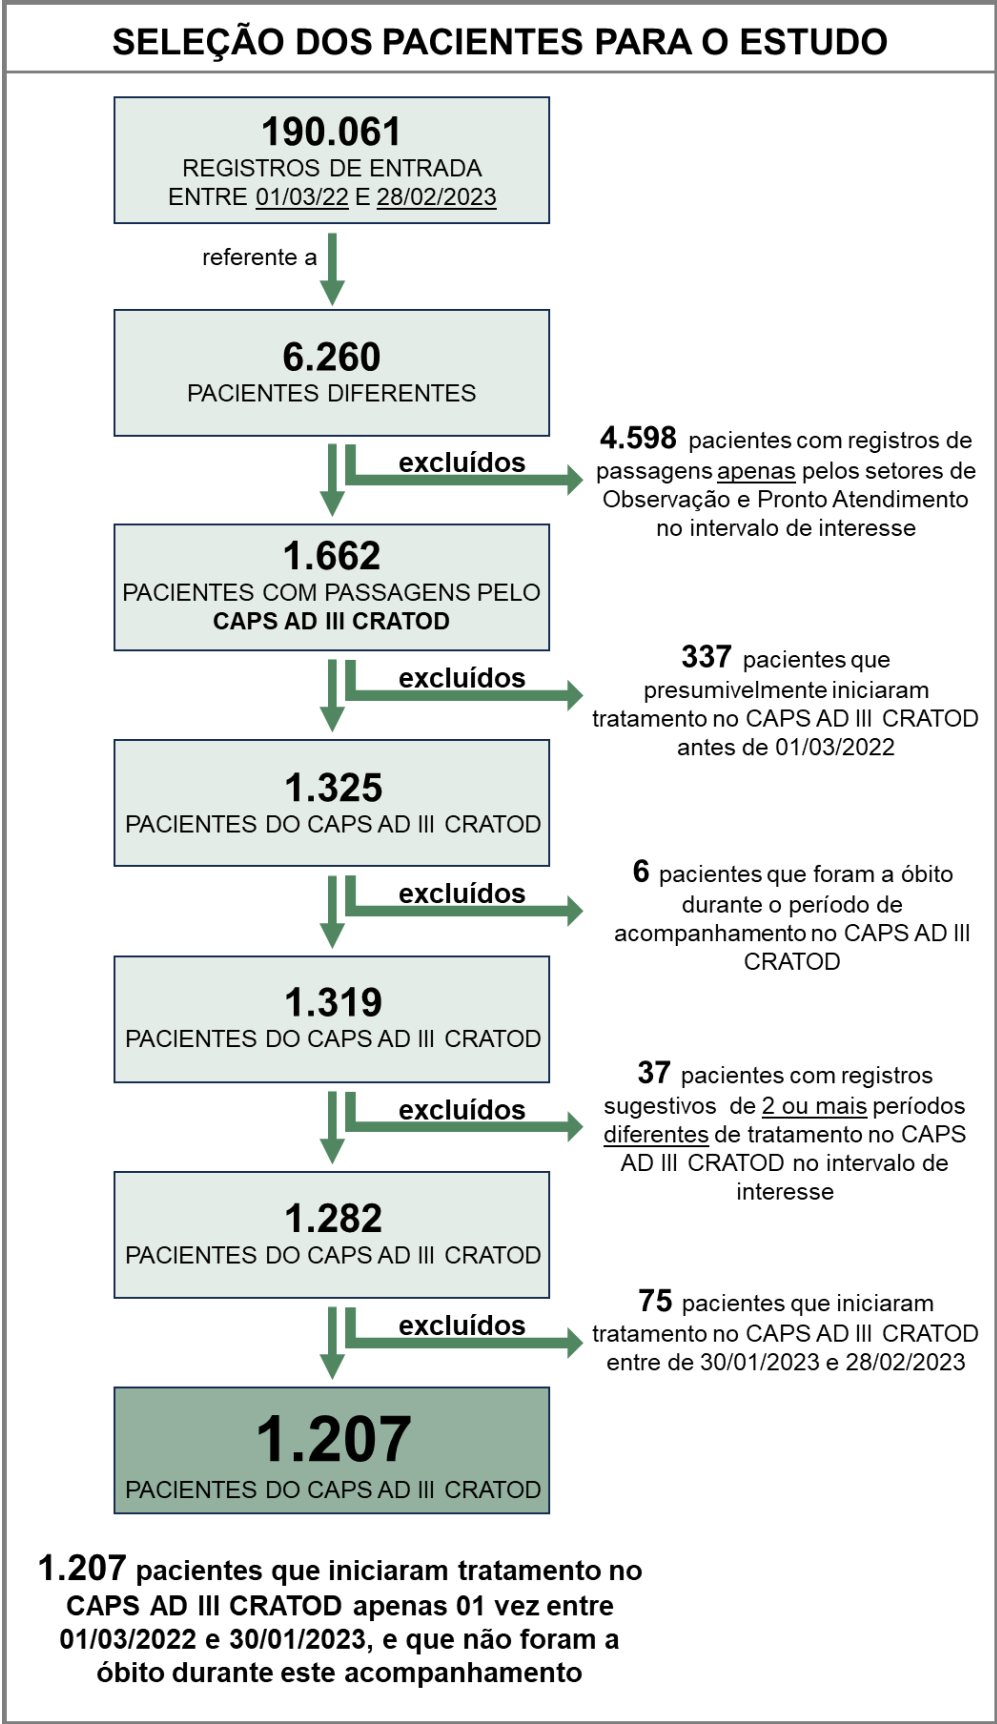 SELEÇÃO DOS PACIENTES PARA O ESTUDO
190.061
REGISTROS DE ENTRADA
ENTRE 01/03/22 E 28/02/2023
referente a
6.260
PACIENTES DIFERENTES
excluídos
4.598 pacientes com registros de
passagens apenas pelos setores de
Observação e Pronto Atendimento
no intervalo de interesse
1.662
PACIENTES COM PASSAGENS PELO
CAPS AD III CRATOD
excluídos
337 pacientes que
presumivelmente iniciaram
tratamento no CAPS AD III CRATOD
antes de 01/03/2022
1.325
PACIENTES DO CAPS AD III CRATOD
excluídos
6 pacientes que foram a óbito
durante o período de
acompanhamento no CAPS AD III
CRATOD
1.319
PACIENTES DO CAPS AD III CRATOD
excluídos
37 pacientes com registros
sugestivos de 2 ou mais períodos
diferentes de tratamento no CAPS
AD III CRATOD no intervalo de
interesse
1.282
PACIENTES DO CAPS AD III CRATOD
excluídos
75 pacientes que iniciaram
tratamento no CAPS AD III CRATOD
entre de 30/01/2023 e 28/02/2023
1.207
PACIENTES DO CAPS AD III CRATOD
1.207 pacientes que iniciaram tratamento no
CAPS AD III CRATOD apenas 01 vez entre
01/03/2022 e 30/01/2023, e que não foram a
óbito durante este acompanhamento